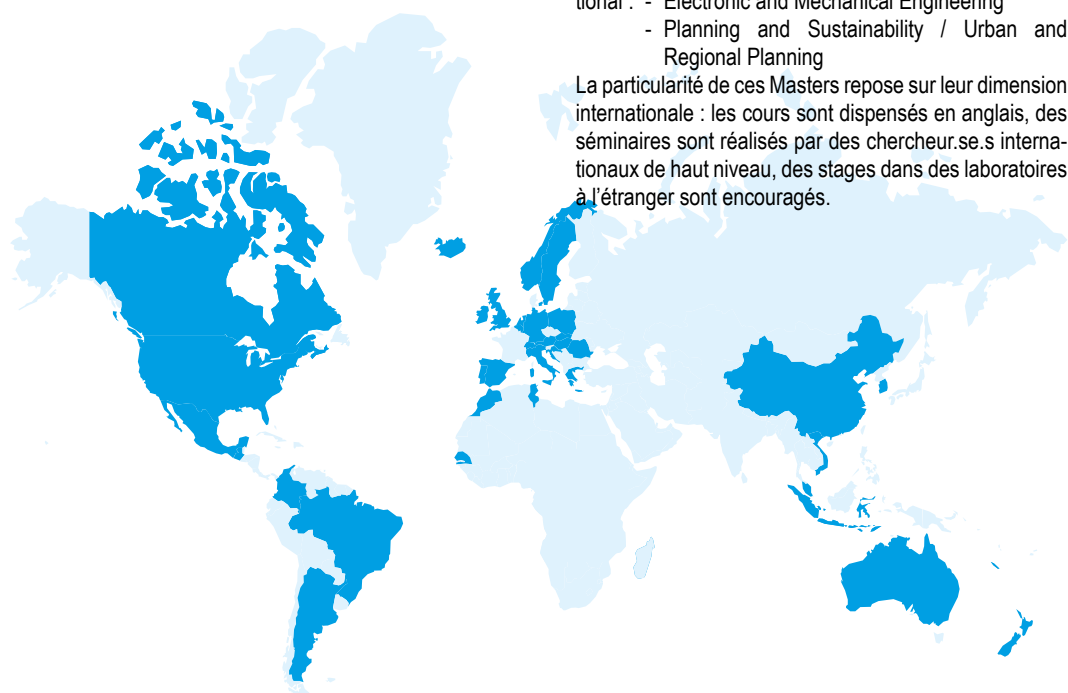 tional : - Electronic and Mechanical Engineering
- Planning and Sustainability / Urban and
Regional Planning
La particularité de ces Masters repose sur leur dimension
internationale : les cours sont dispensés en anglais, des
séminaires sont réalisés par des chercheur.se.s interna-
tionaux de haut niveau, des stages dans des laboratoires
à l’étranger sont encouragés.